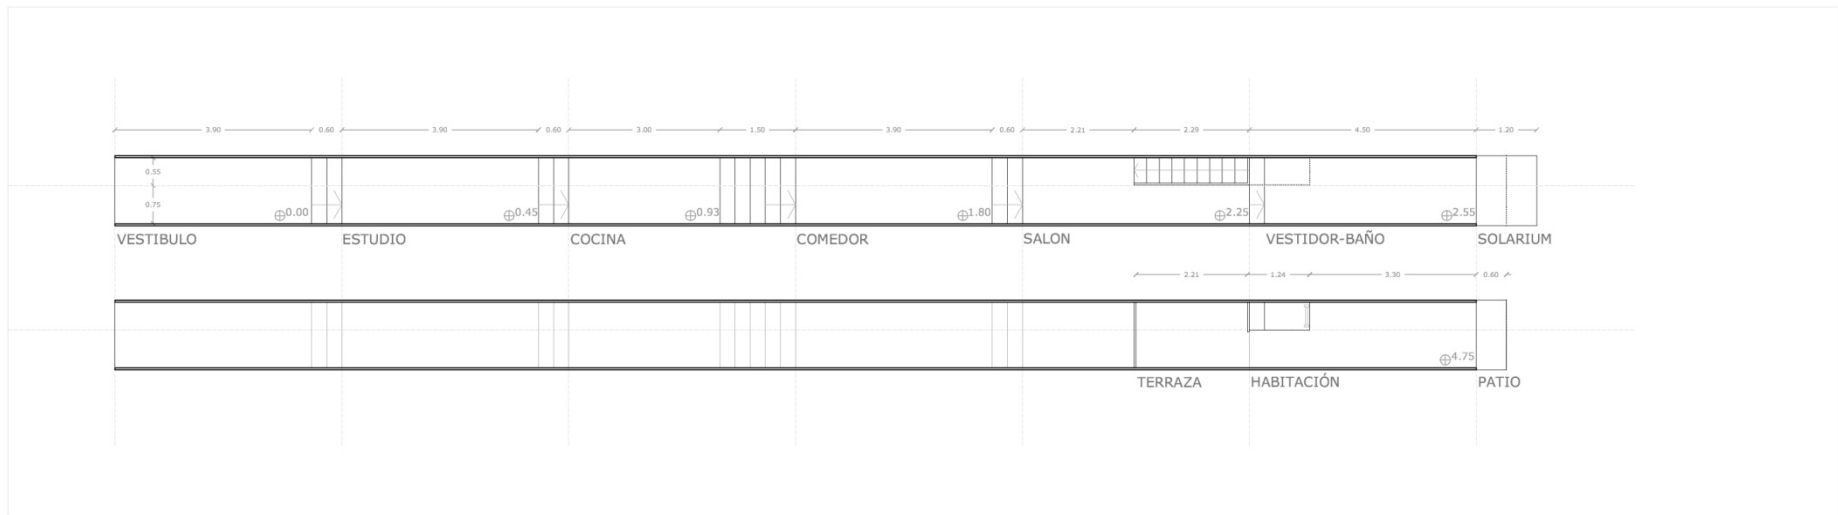 3.90 0.60 3.90 0.60 3.00 1.50 3.90 0.60 2.21 2.29 4.50 1.20
0.55
0.75
0.00 0.45 0.93 1.80 2.25 2.55
VESTIBULO ESTUDIO COCINA COMEDOR SALON VESTIDOR-BAÑO SOLARIUM
2.21 1.24 3.30 0.60
4.75
TERRAZA HABITACIÓN PATIO